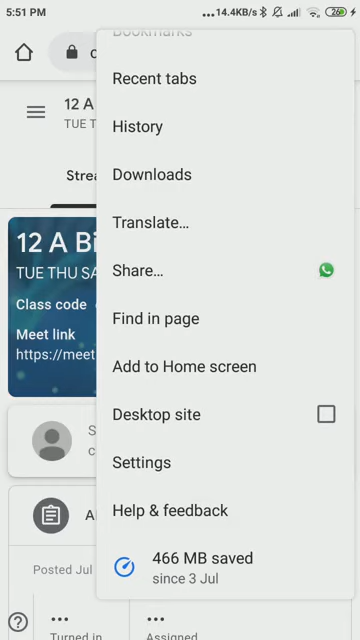 5:51 PM
...14.4KB/s
26
Bookmarks
Recent tabs
History
Downloads
Translate...
Share...
Find in page
Add to Home screen
Desktop site
Settings
Help & feedback
466 MB saved
since 3 Jul
12 A
TUE T
Strea
12 A Bi
TUE THU SA
Class code
Meet link
https://meet
S
c
A
Posted Jul
Turned in
Assigned